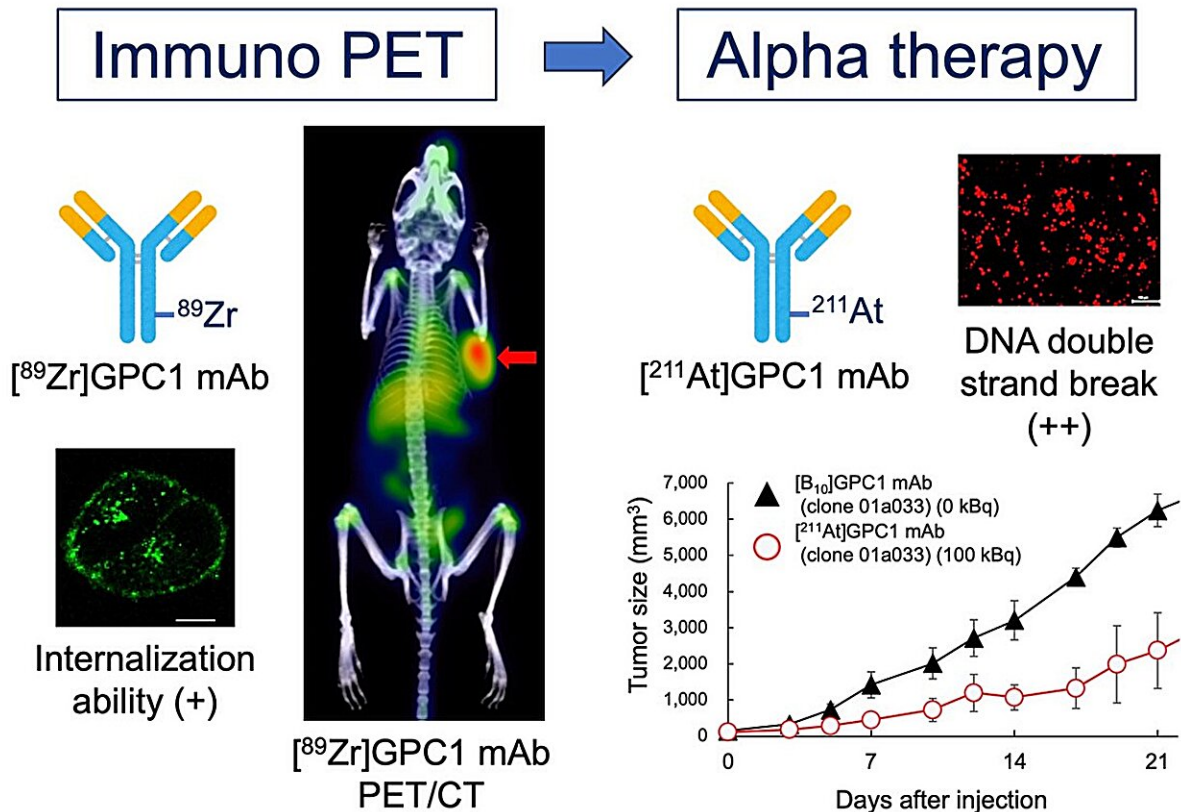 Immuno PET
Alpha therapy
⁸⁹Zr
[⁸⁹Zr]GPC1 mAb
Internalization
ability (+)
[⁸⁹Zr]GPC1 mAb
PET/CT
²¹¹At
[²¹¹At]GPC1 mAb
DNA double
strand break
(++)
Tumor size (mm³)
7,000
6,000
5,000
4,000
3,000
2,000
1,000
0
[B₁₀]GPC1 mAb
(clone 01a033) (0 kBq)
[²¹¹At]GPC1 mAb
(clone 01a033) (100 kBq)
0 7 14 21
Days after injection